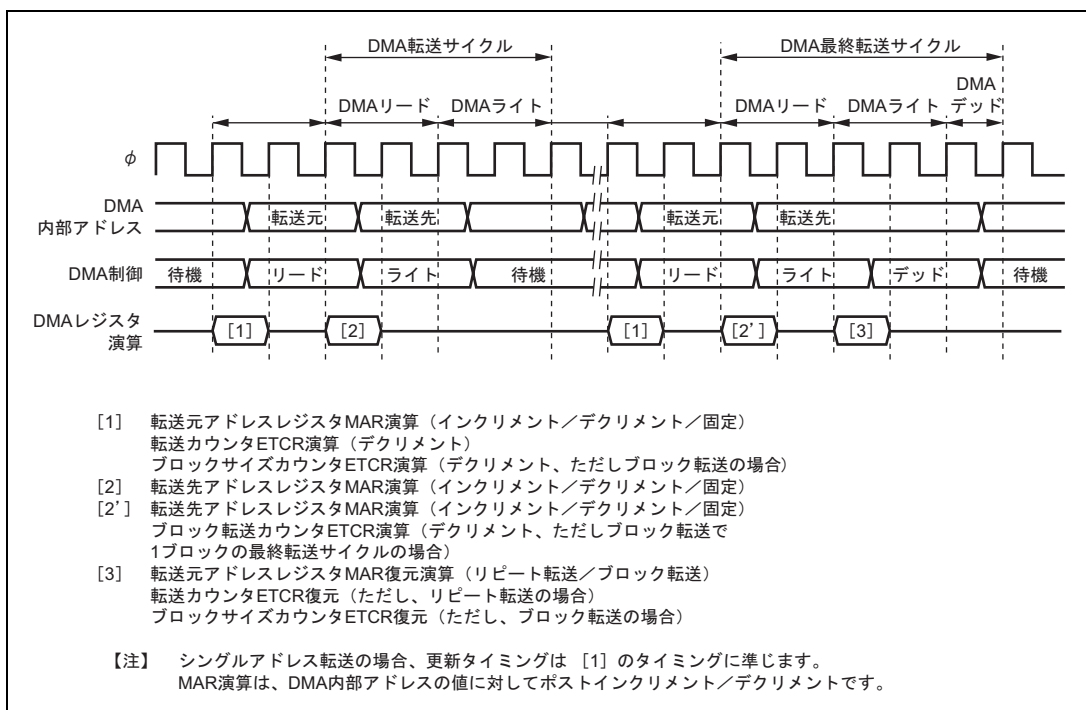 DMA転送サイクル DMA最終転送サイクル
DMAリード DMAライト DMAリード DMAライト DMAデッド
φ
DMA内部アドレス 転送元 転送先 転送元 転送先
DMA制御 待機 リード ライト 待機 リード ライト デッド 待機
DMAレジスタ演算 [1] [2] [1] [2'] [3]
[1] 転送元アドレスレジスタMAR演算（インクリメント／デクリメント／固定）
転送カウンタETCR演算（デクリメント）
ブロックサイズカウンタETCR演算（デクリメント、ただしブロック転送の場合）
[2] 転送先アドレスレジスタMAR演算（インクリメント／デクリメント／固定）
[2'] 転送先アドレスレジスタMAR演算（インクリメント／デクリメント／固定）
ブロック転送カウンタETCR演算（デクリメント、ただしブロック転送で
1ブロックの最終転送サイクルの場合）
[3] 転送元アドレスレジスタMAR復元演算（リピート転送／ブロック転送）
転送カウンタETCR復元（ただし、リピート転送の場合）
ブロックサイズカウンタETCR復元（ただし、ブロック転送の場合）
【注】 シングルアドレス転送の場合、更新タイミングは [1] のタイミングに準じます。
MAR演算は、DMA内部アドレスの値に対してポストインクリメント／デクリメントです。